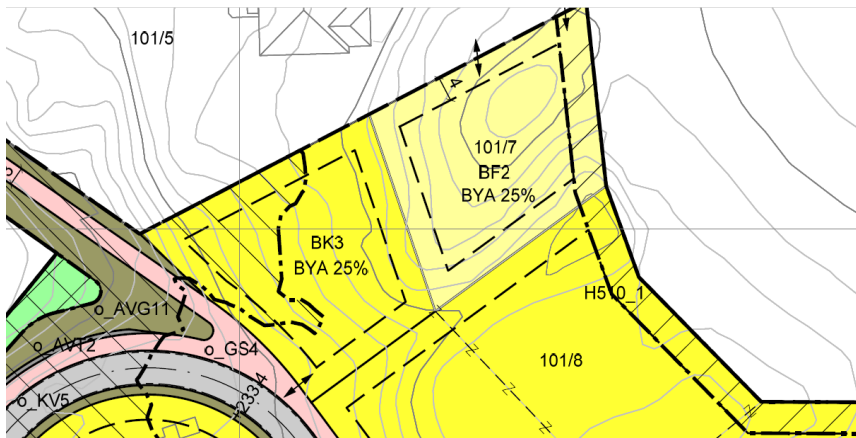 101/5
4
101/7
BF2
BYA 25%
BK3
BYA 25%
H510_1
o_AVG11
o_AVT2
o_GS4
101/8
o_KV5